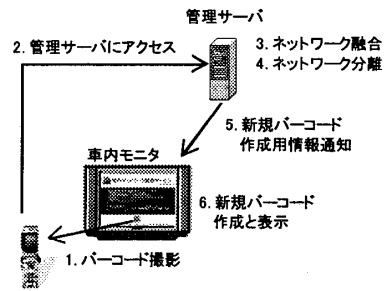 管理サーバ
2.管理サーバにアクセス
3.ネットワーク融合
4.ネットワーク分離
5.新規バーコード
作成用情報通知
車内モニタ
6.新規バーコード
作成と表示
1.バーコード撮影